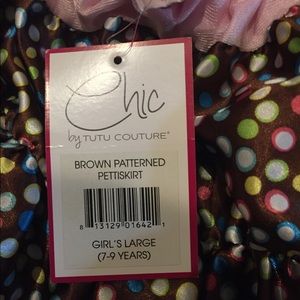 Chic
by TUTU COUTURE®
BROWN PATTERNED
PETTISKIRT
8 13129 01642 1
GIRL'S LARGE
(7-9 YEARS)